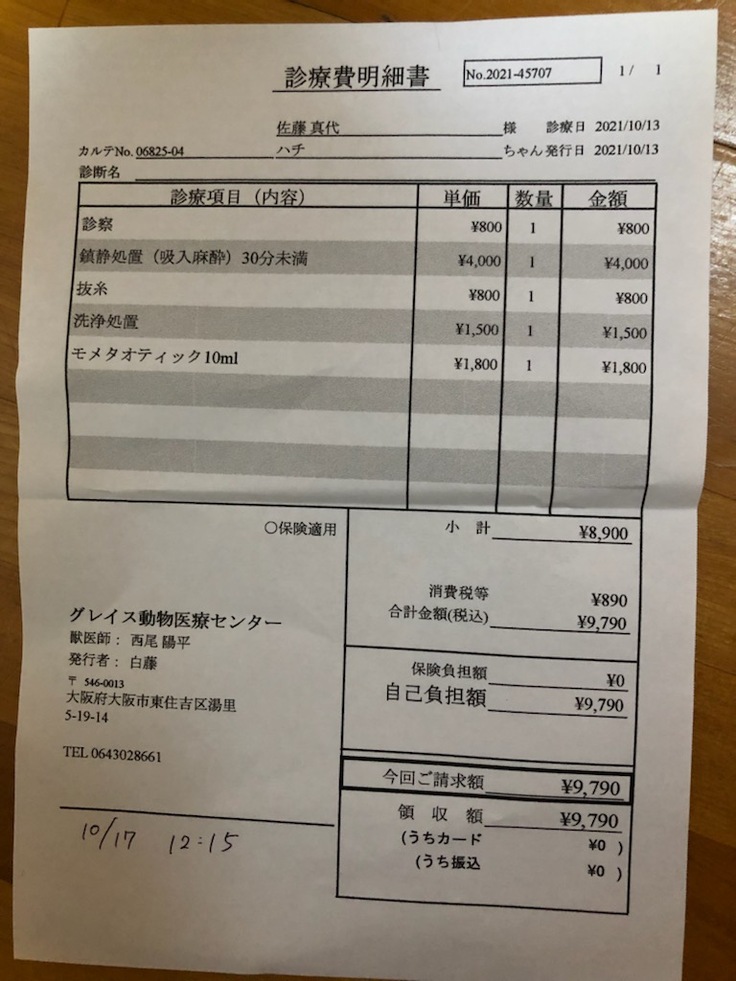 診療費明細書 No.2021-45707 1/ 1
佐藤 真代 様 診療日 2021/10/13
カルテNo. 06825-04 ハチ ちゃん 発行日 2021/10/13
診断名
診療項目（内容） 単価 数量 金額
診察 ¥800 1 ¥800
鎮静処置（吸入麻酔）30分未満 ¥4,000 1 ¥4,000
抜糸 ¥800 1 ¥800
洗浄処置 ¥1,500 1 ¥1,500
モメタオティック10ml ¥1,800 1 ¥1,800
○保険適用 小 計 ¥8,900
消費税等 ¥890
合計金額(税込) ¥9,790
保険負担額 ¥0
自己負担額 ¥9,790
今回ご請求額 ¥9,790
領 収 額 ¥9,790
(うちカード ¥0 )
(うち振込 ¥0 )
グレイス動物医療センター
獣医師： 西尾 陽平
発行者： 白藤
〒 546-0013
大阪府大阪市東住吉区湯里
5-19-14
TEL 0643028661
10/17 12:15